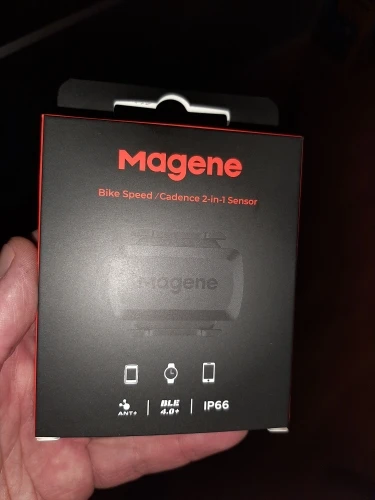 Magene
Bike Speed/Cadence 2-in-1 Sensor
Magene
ANT+ | BLE 4.0+ | IP66